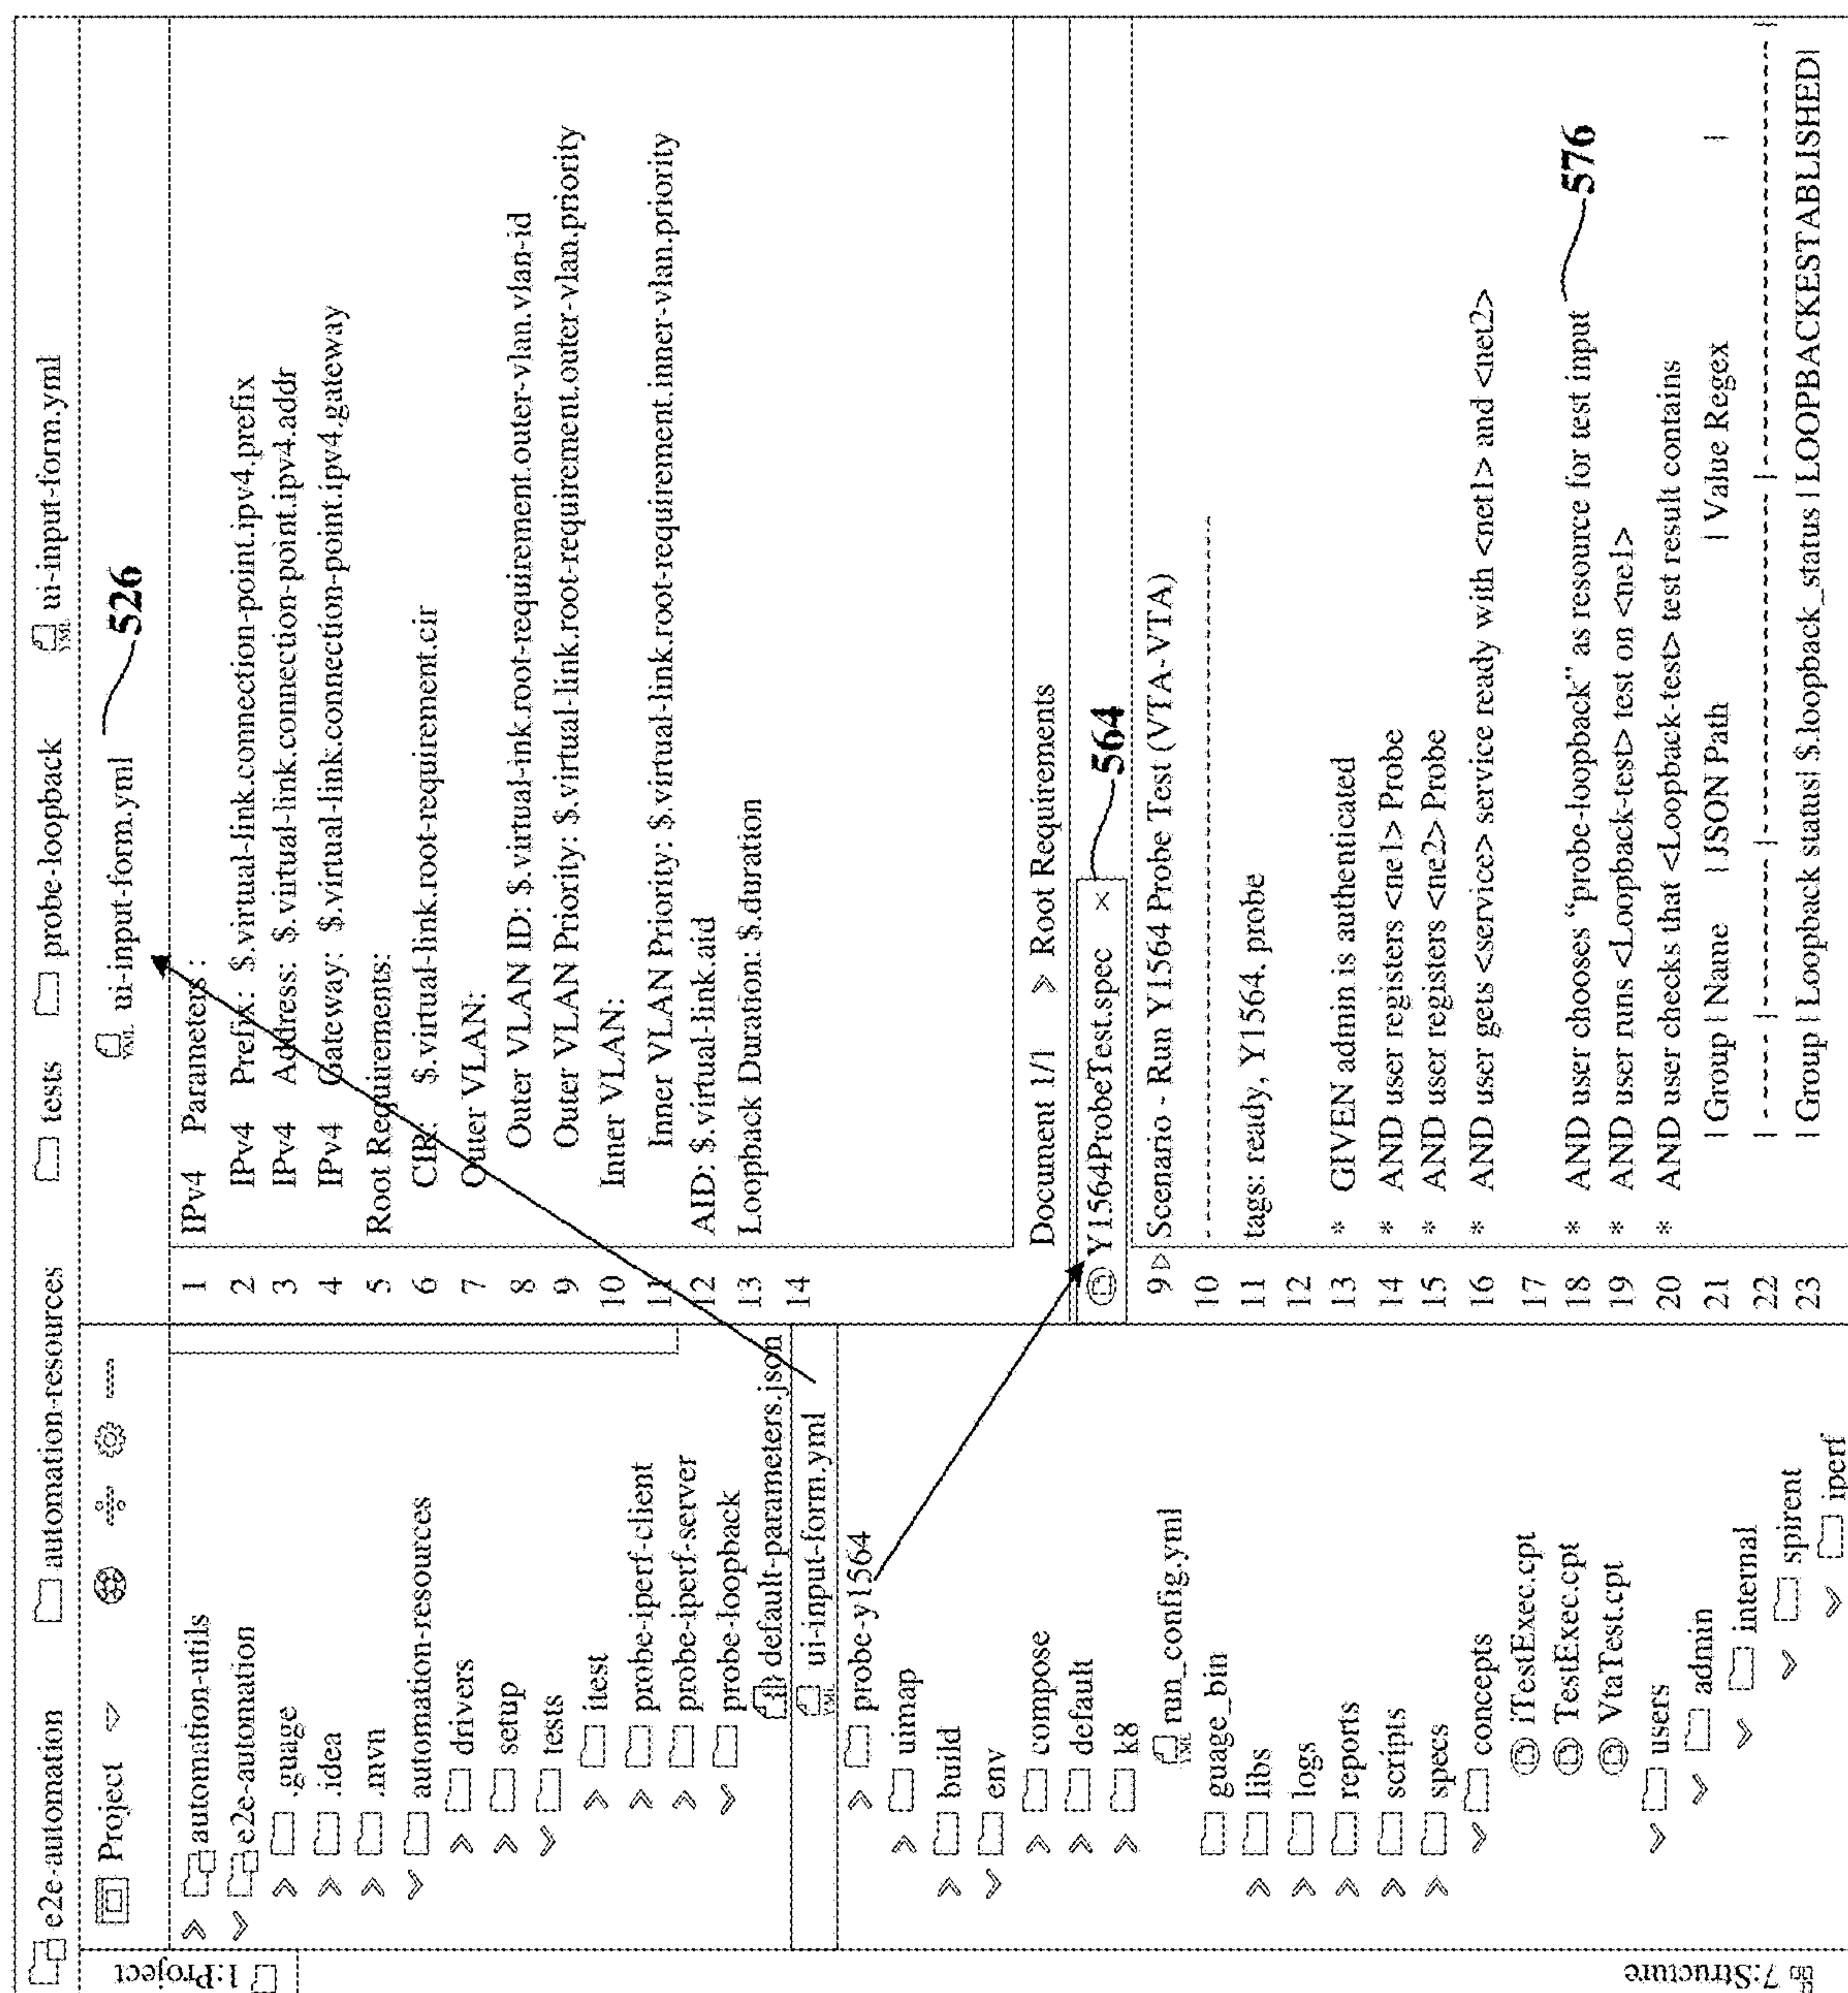 e2e-automation automation-resources tests probe-loopback ui-input-form.yml
1:Project
Project
automation-utils
e2e-automation
.guage
.idea
.mvn
automation-resources
drivers
setup
tests
itest
probe-iperf-client
probe-iperf-server
probe-loopback
default-parameters.json
ui-input-form.yml
probe-y1564
uimap
build
env
compose
default
k8
run_config.yml
guage_bin
libs
logs
reports
scripts
specs
concepts
iTestExec.cpt
TestExec.cpt
VtaTest.cpt
users
admin
internal
spirent
iperf
7:Structure
ui-input-form.yml 526
1 IPv4 Parameters :
2 IPv4 Prefix: $.virtual-link.connection-point.ipv4.prefix
3 IPv4 Address: $.virtual-link.connection-point.ipv4.addr
4 IPv4 Gateway: $.virtual-link.connection-point.ipv4.gateway
5 Root Requirements:
6 CIR: $.virtual-link.root-requirement.cir
7 Outer VLAN:
8 Outer VLAN ID: $.virtual-ink.root-requirement.outer-vlan.vlan-id
9 Outer VLAN Priority: $.virtual-link.root-requirement.outer-vlan.priority
10 Inner VLAN:
11 Inner VLAN Priority: $.virtual-link.root-requirement.inner-vlan.priority
12 AID: $.virtual-link.aid
13 Loopback Duration: $.duration
14
Document 1/1 > Root Requirements
Y1564ProbeTest.spec × 564
9 Scenario - Run Y1564 Probe Test (VTA-VTA)
10 --------------------
11 tags: ready, Y1564. probe
12
13 * GIVEN admin is authenticated
14 * AND user registers <ne1> Probe
15 * AND user registers <ne2> Probe
16 * AND user gets <service> service ready with <net1> and <net2>
17
18 * AND user chooses “probe-loopback” as resource for test input 576
19 * AND user runs <Loopback-test> test on <ne1>
20 * AND user checks that <Loopback-test> test result contains
21 | Group | Name | JSON Path | Value Regex |
22 | ----- |---------------|-----------------|-----------------|
23 | Group | Loopback status| $.loopback_status | LOOPBACKESTABLISHED|